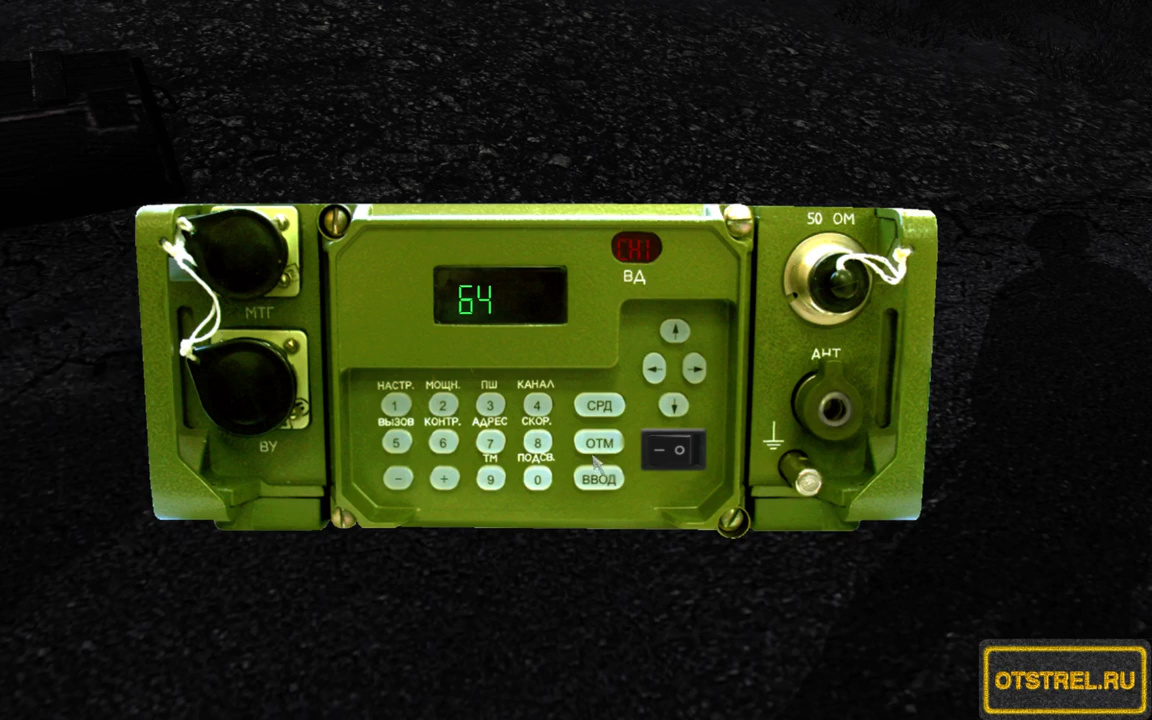 50 ОМ
СН1
ВД
64
МТГ
АНТ
НАСТР. МОЩН. ПШ КАНАЛ
1 2 3 4 СРД
ВЫЗОВ КОНТР. АДРЕС СКОР.
5 6 7 8 ОТМ
ТМ ПОДСВ.
− + 9 0 ВВОД
ВУ
OTSTREL.RU